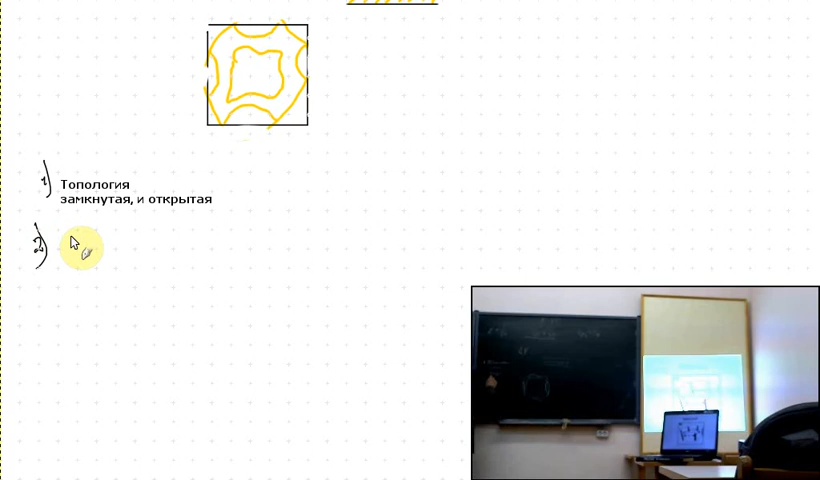 1) Топология
замкнутая, и открытая
2)